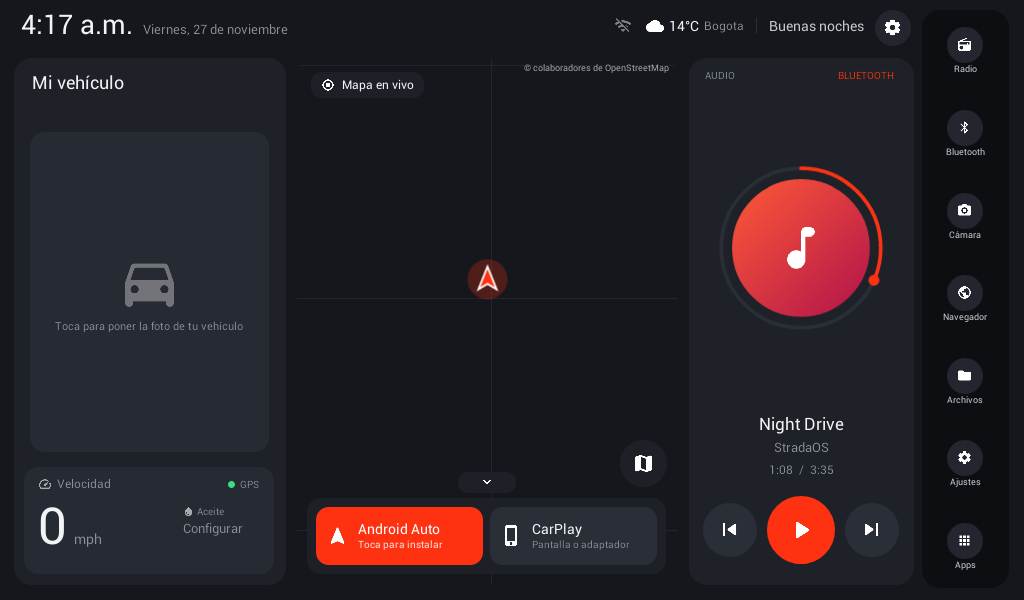 4:17 a.m. Viernes, 27 de noviembre
14°C Bogota
Buenas noches
Mi vehículo
Toca para poner la foto de tu vehiculo
Velocidad
GPS
0 mph
Aceite
Configurar
© colaboradores de OpenStreetMap
Mapa en vivo
Android Auto
Toca para instalar
CarPlay
Pantalla o adaptador
AUDIO
BLUETOOTH
Night Drive
StradaOS
1:08 / 3:35
Radio
Bluetooth
Cámara
Navegador
Archivos
Ajustes
Apps